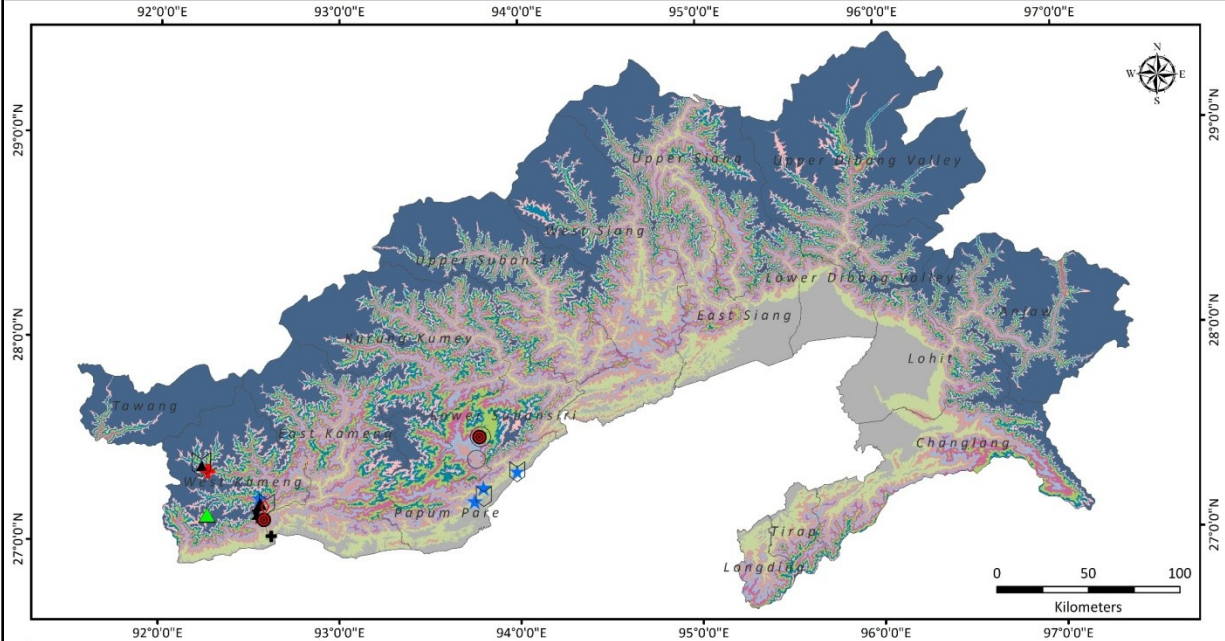 92°0'0"E 93°0'0"E 94°0'0"E 95°0'0"E 96°0'0"E 97°0'0"E
N
W E
S
29°0'0"N 29°0'0"N
Upper Siang Upper Dibang Valley
West Siang
Upper Subansiri
Lower Dibang Valley
East Siang
Anjaw
28°0'0"N 28°0'0"N
Kurung Kumey
Lohit
Tawang
Lower Subansiri
East Kameng
Changlang
West Kameng
Papum Pare
27°0'0"N 27°0'0"N
Tirap
Longding
0 50 100
Kilometers
92°0'0"E 93°0'0"E 94°0'0"E 95°0'0"E 96°0'0"E 97°0'0"E